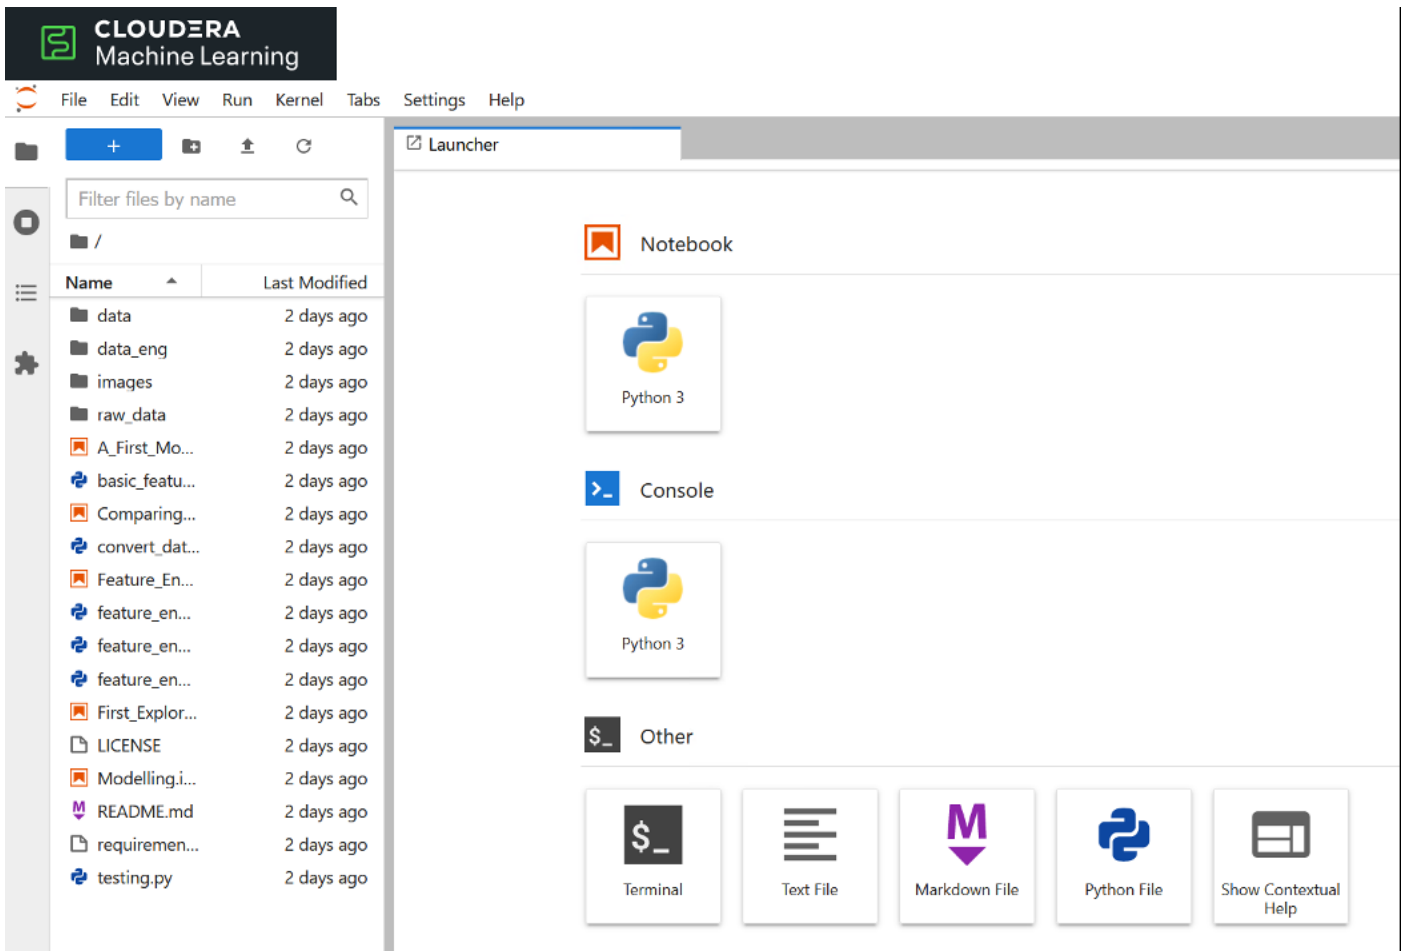 CLOUDERA
Machine Learning
File Edit View Run Kernel Tabs Settings Help
Launcher
Filter files by name
/
Name Last Modified
data 2 days ago
data_eng 2 days ago
images 2 days ago
raw_data 2 days ago
A_First_Mo... 2 days ago
basic_featu... 2 days ago
Comparing... 2 days ago
convert_dat... 2 days ago
Feature_En... 2 days ago
feature_en... 2 days ago
feature_en... 2 days ago
feature_en... 2 days ago
First_Explor... 2 days ago
LICENSE 2 days ago
Modelling.i... 2 days ago
README.md 2 days ago
requiremen... 2 days ago
testing.py 2 days ago
Notebook
Python 3
Console
Python 3
$_ Other
$_
Terminal
Text File
M
Markdown File
Python File
Show Contextual
Help